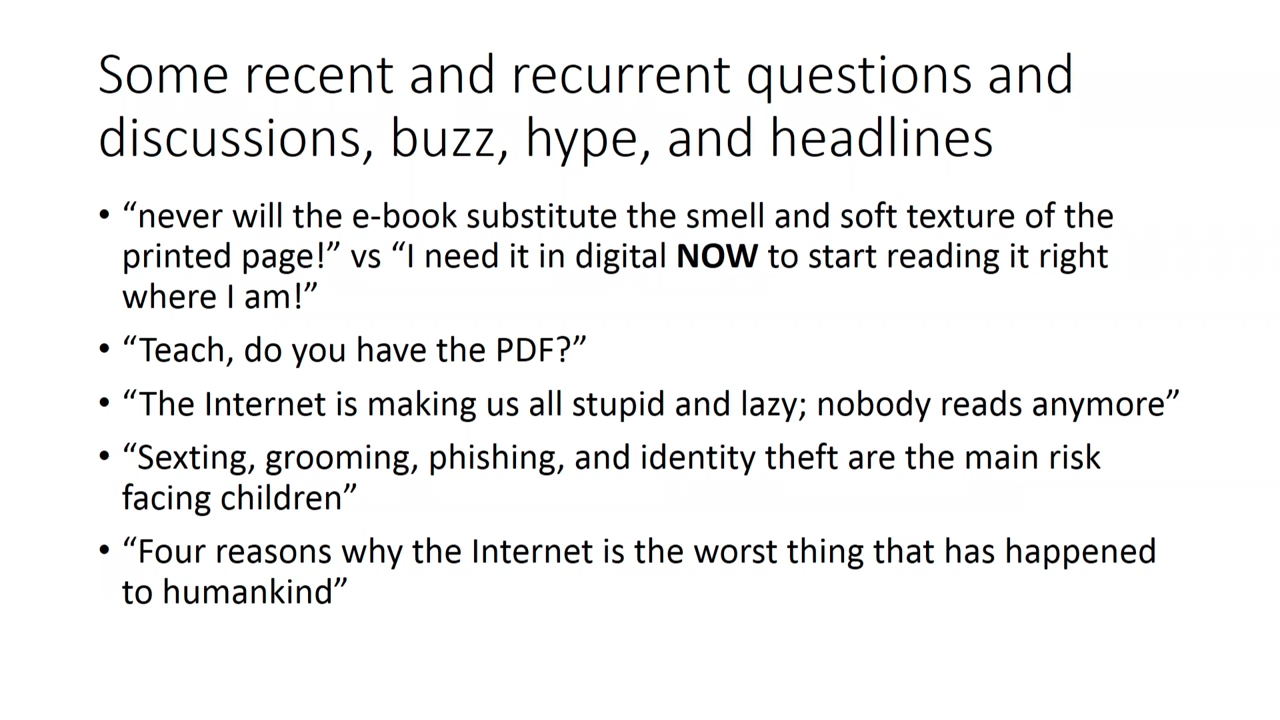 Some recent and recurrent questions and
discussions, buzz, hype, and headlines
• “never will the e-book substitute the smell and soft texture of the
printed page!” vs “I need it in digital NOW to start reading it right
where I am!”
• “Teach, do you have the PDF?”
• “The Internet is making us all stupid and lazy; nobody reads anymore”
• “Sexting, grooming, phishing, and identity theft are the main risk
facing children”
• “Four reasons why the Internet is the worst thing that has happened
to humankind”